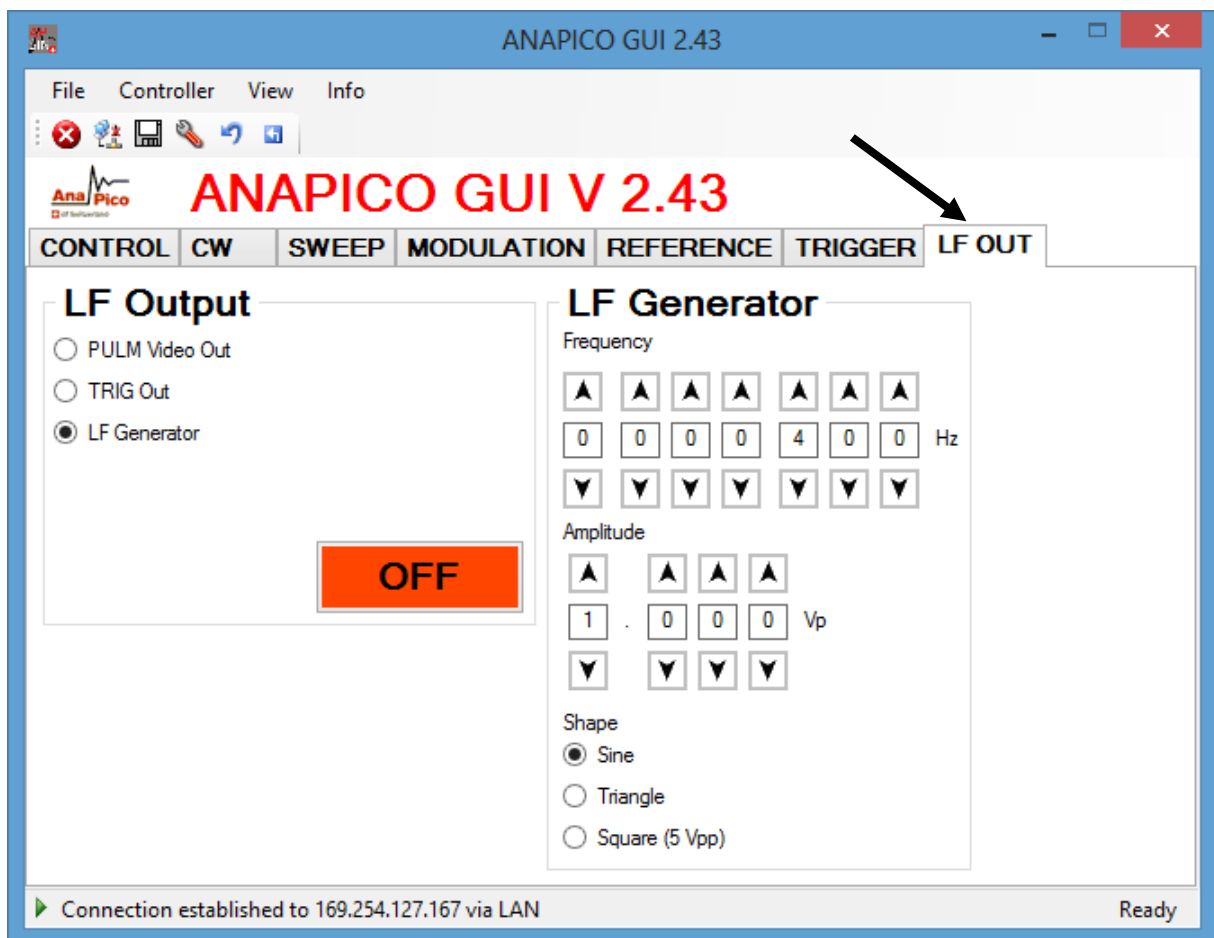 ANAPICO GUI 2.43
File Controller View Info
Ana Pico
ANAPICO GUI V 2.43
CONTROL CW SWEEP MODULATION REFERENCE TRIGGER LF OUT
LF Output
PULM Video Out
TRIG Out
LF Generator
OFF
LF Generator
Frequency
0 0 0 0 4 0 0 Hz
Amplitude
1 . 0 0 0 Vp
Shape
Sine
Triangle
Square (5 Vpp)
Connection established to 169.254.127.167 via LAN
Ready